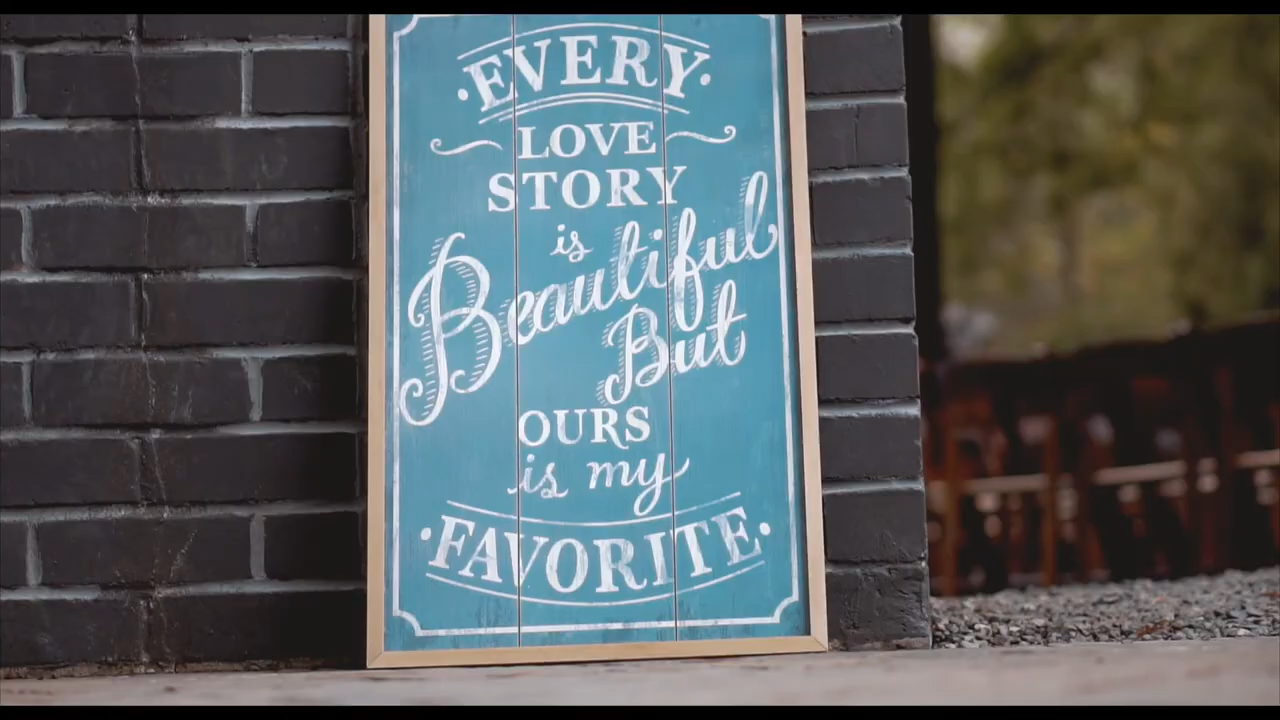 ·EVERY·
LOVE
STORY
is
Beautiful
But
OURS
is my
·FAVORITE·